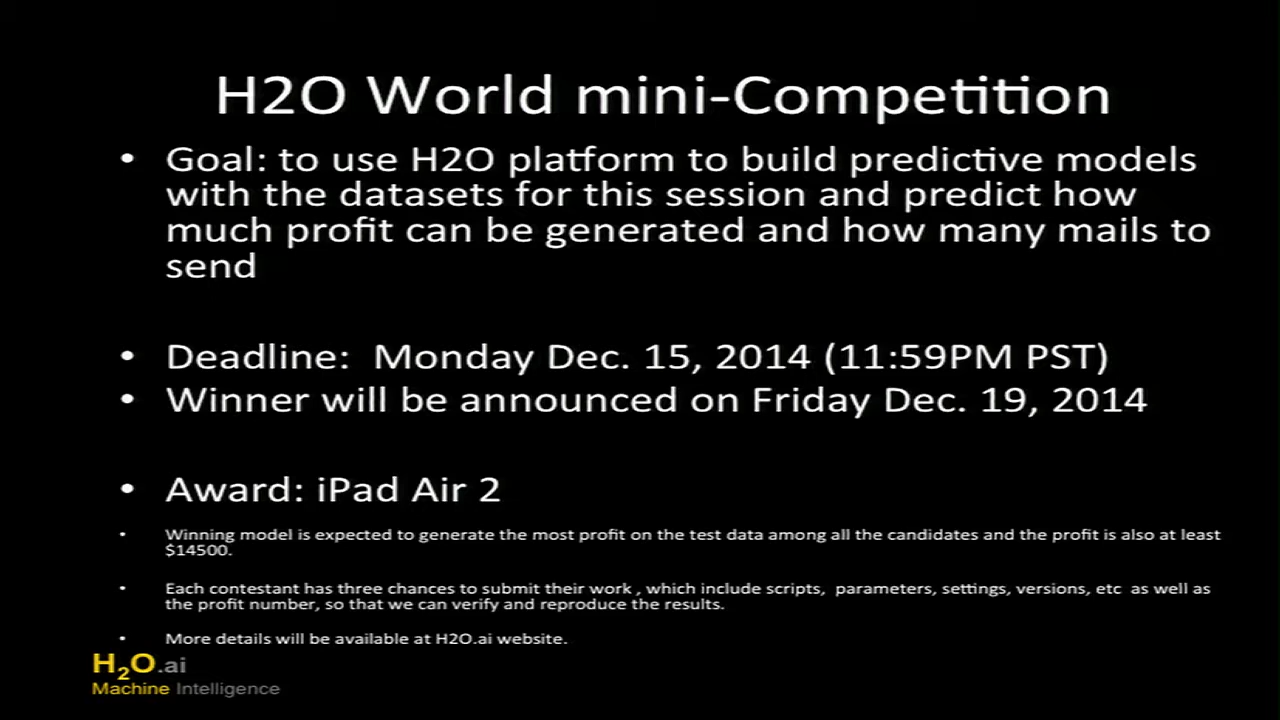 H2O World mini-Competition
• Goal: to use H2O platform to build predictive models
with the datasets for this session and predict how
much profit can be generated and how many mails to
send
• Deadline:  Monday Dec. 15, 2014 (11:59PM PST)
• Winner will be announced on Friday Dec. 19, 2014
• Award: iPad Air 2
• Winning model is expected to generate the most profit on the test data among all the candidates and the profit is also at least
$14500.
• Each contestant has three chances to submit their work , which include scripts,  parameters, settings, versions, etc  as well as
the profit number, so that we can verify and reproduce the results.
• More details will be available at H2O.ai website.
H2O.ai
Machine Intelligence